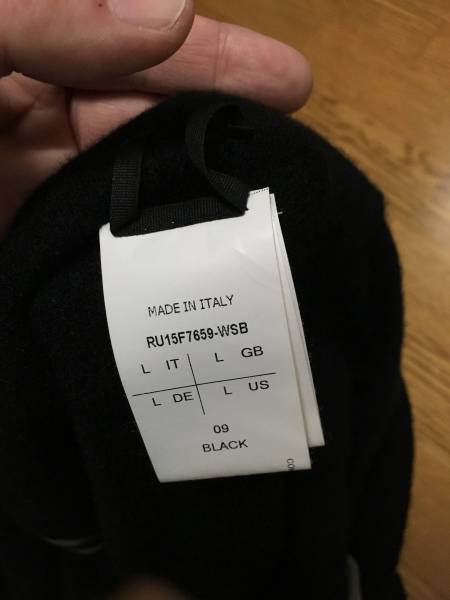 MADE IN ITALY
RU15F7659-WSB
L IT L GB
L DE L US
09
BLACK